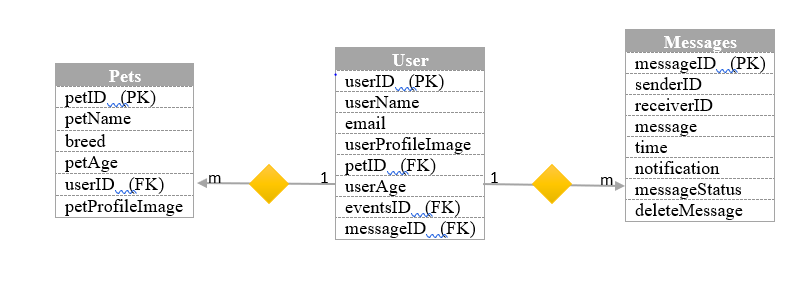 Pets
petID (PK)
petName
breed
petAge
userID (FK)
petProfileImage
m
1
User
userID (PK)
userName
email
userProfileImage
petID (FK)
userAge
eventsID (FK)
messageID (FK)
1
m
Messages
messageID (PK)
senderID
receiverID
message
time
notification
messageStatus
deleteMessage